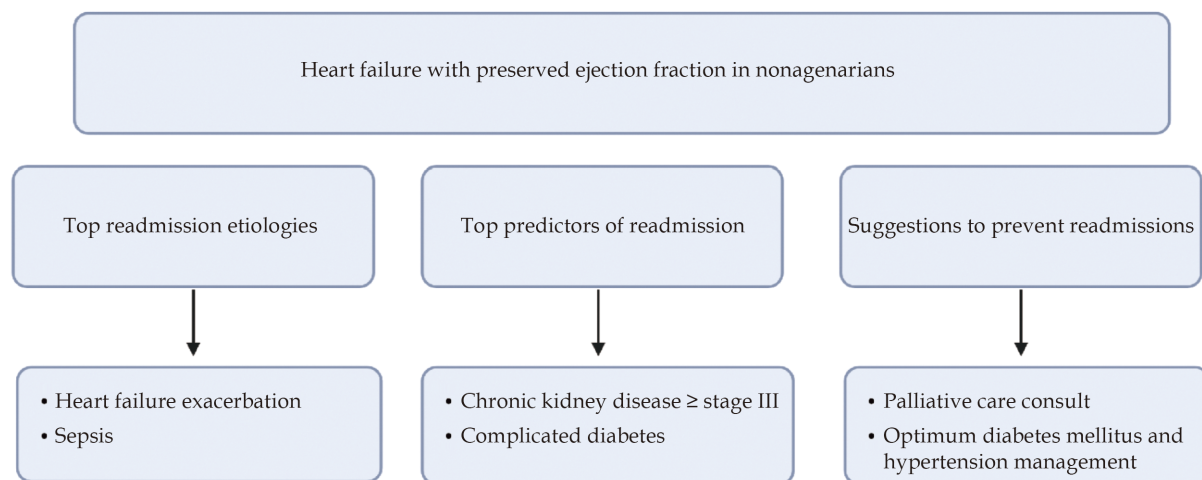 Heart failure with preserved ejection fraction in nonagenarians
Top readmission etiologies
Top predictors of readmission
Suggestions to prevent readmissions
• Heart failure exacerbation
• Sepsis
• Chronic kidney disease ≥ stage III
• Complicated diabetes
• Palliative care consult
• Optimum diabetes mellitus and
hypertension management